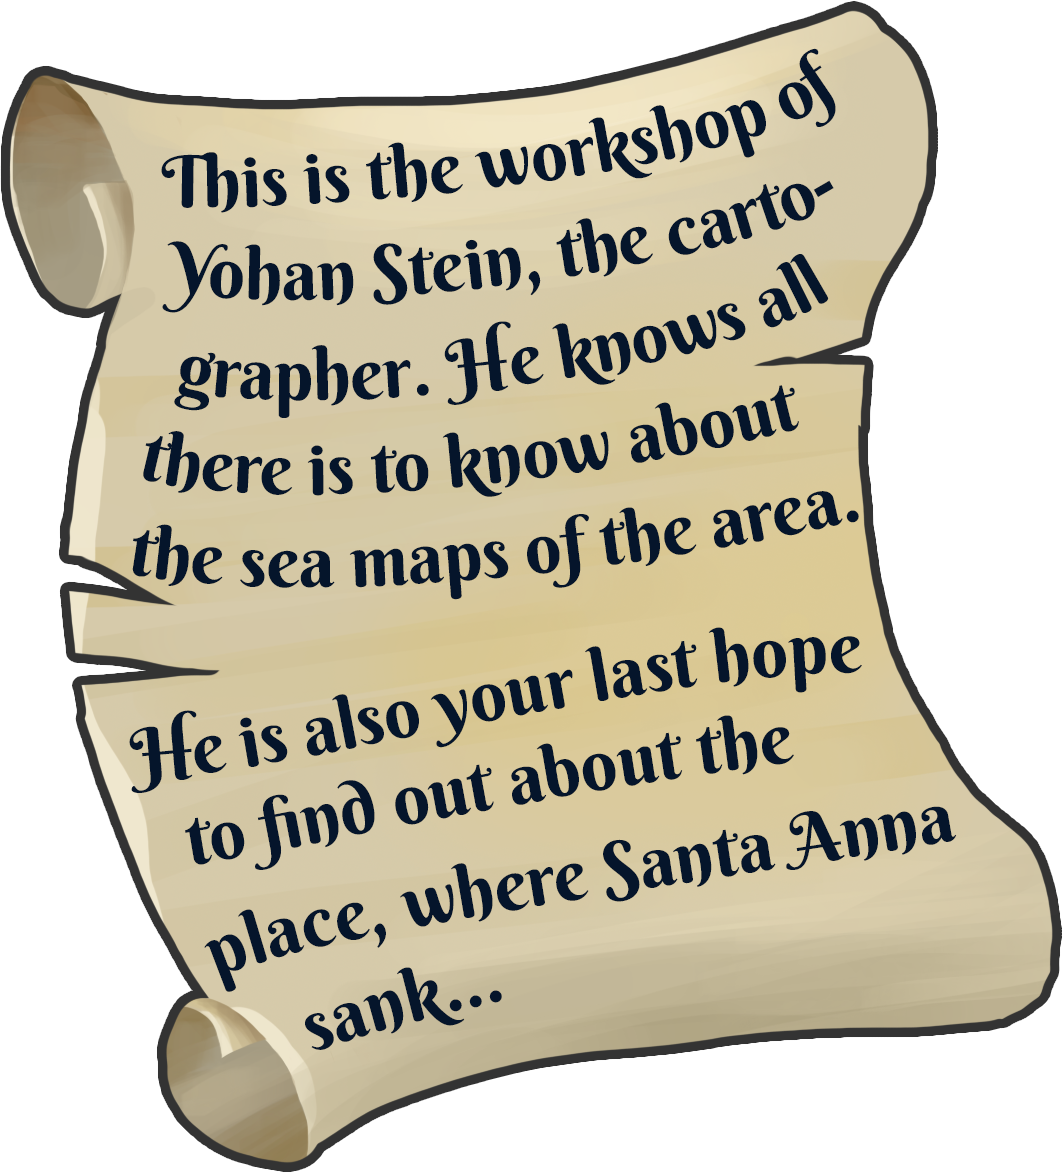 This is the workshop of
Yohan Stein, the carto-
grapher. He knows all
there is to know about
the sea maps of the area.
He is also your last hope
to find out about the
place, where Santa Anna
sank...